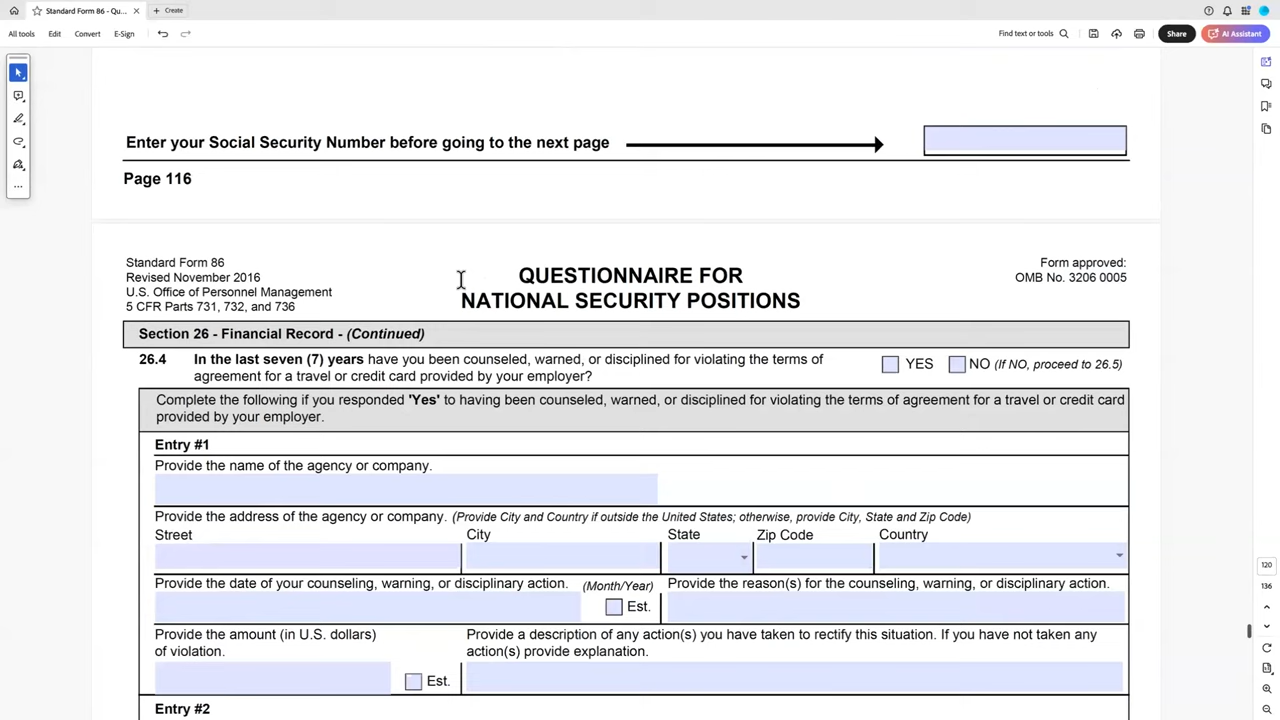 Standard Form 86 - Qu...
Create
All tools
Edit
Convert
E-Sign
Find text or tools
Share
AI Assistant
Enter your Social Security Number before going to the next page
Page 116
Standard Form 86
Revised November 2016
U.S. Office of Personnel Management
5 CFR Parts 731, 732, and 736
QUESTIONNAIRE FOR
NATIONAL SECURITY POSITIONS
Form approved:
OMB No. 3206 0005
Section 26 - Financial Record - (Continued)
26.4 In the last seven (7) years have you been counseled, warned, or disciplined for violating the terms of
agreement for a travel or credit card provided by your employer?
YES NO (If NO, proceed to 26.5)
Complete the following if you responded 'Yes' to having been counseled, warned, or disciplined for violating the terms of agreement for a travel or credit card
provided by your employer.
Entry #1
Provide the name of the agency or company.
Provide the address of the agency or company. (Provide City and Country if outside the United States; otherwise, provide City, State and Zip Code)
Street City State Zip Code Country
Provide the date of your counseling, warning, or disciplinary action. (Month/Year)
Est.
Provide the reason(s) for the counseling, warning, or disciplinary action.
Provide the amount (in U.S. dollars)
of violation.
Est.
Provide a description of any action(s) you have taken to rectify this situation. If you have not taken any
action(s) provide explanation.
Entry #2
120
136